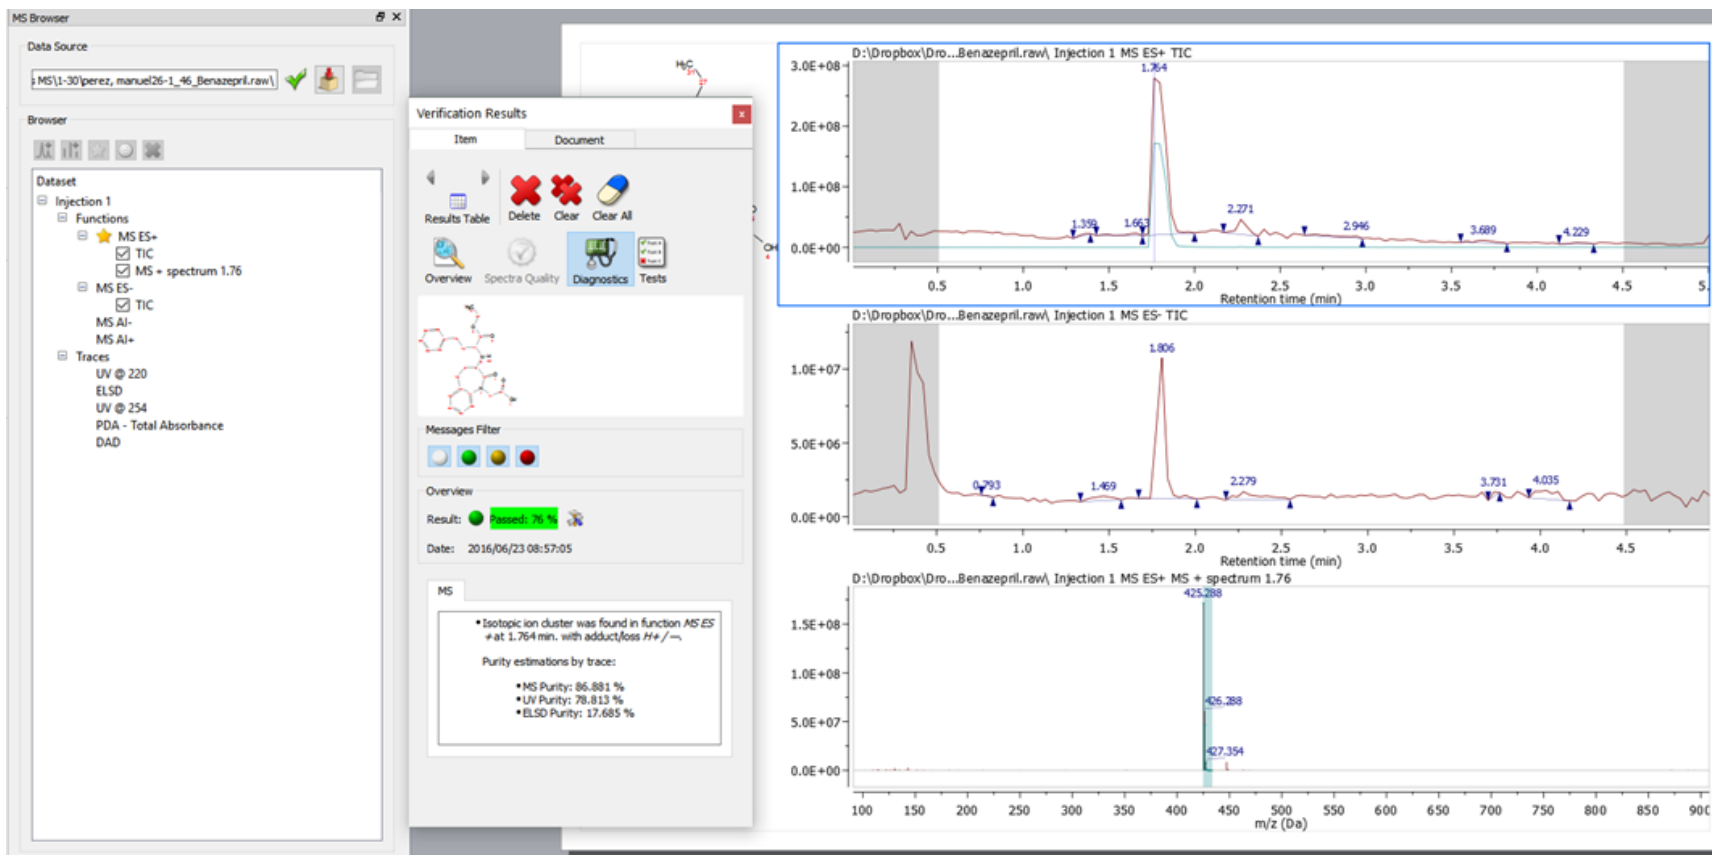 MS Browser
Data Source
: MS\1-30\perez, manuel26-1_46_Benazepril.raw\
Browser
Dataset
Injection 1
Functions
MS ES+
TIC
MS + spectrum 1.76
MS ES-
TIC
MS AI-
MS AI+
Traces
UV @ 220
ELSD
UV @ 254
PDA - Total Absorbance
DAD
Verification Results
Item Document
Results Table Delete Clear Clear All
Overview Spectra Quality Diagnostics Tests
Messages Filter
Overview
Result: Passed: 76 %
Date: 2016/06/23 08:57:05
MS
•Isotopic ion cluster was found in function MS ES
+at 1.764 min. with adduct/loss H+ / —.
Purity estimations by trace:
•MS Purity: 86.881 %
•UV Purity: 78.813 %
•ELSD Purity: 17.685 %
H₃C
OH
D:\Dropbox\Dro...Benazepril.raw\ Injection 1 MS ES+ TIC
3.0E+08
2.0E+08
1.0E+08
0.0E+00
1.764
1.359 1.663 2.271 2.946 3.689 4.229
0.5 1.0 1.5 2.0 2.5 3.0 3.5 4.0 4.5 5.
Retention time (min)
D:\Dropbox\Dro...Benazepril.raw\ Injection 1 MS ES- TIC
1.0E+07
5.0E+06
0.0E+00
1.806
0.793 1.469 2.279 3.731 4.035
0.5 1.0 1.5 2.0 2.5 3.0 3.5 4.0 4.5
Retention time (min)
D:\Dropbox\Dro...Benazepril.raw\ Injection 1 MS ES+ MS + spectrum 1.76
425.288
1.5E+08
1.0E+08
426.288
5.0E+07
427.354
0.0E+00
100 150 200 250 300 350 400 450 500 550 600 650 700 750 800 850 900
m/z (Da)